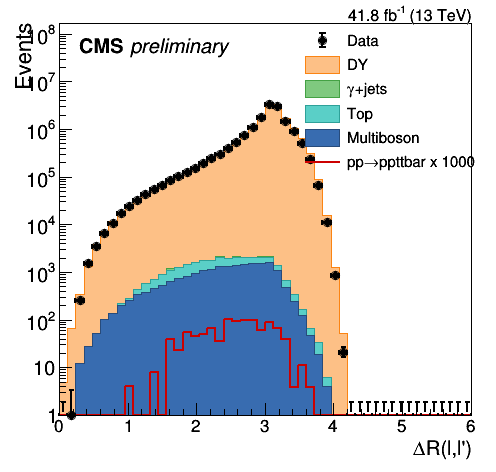 41.8 fb⁻¹ (13 TeV)
CMS preliminary
Events
Data
DY
γ+jets
Top
Multiboson
pp→ppttbar x 1000
10⁸
10⁷
10⁶
10⁵
10⁴
10³
10²
10
1
0 1 2 3 4 5 6
ΔR(l,l')